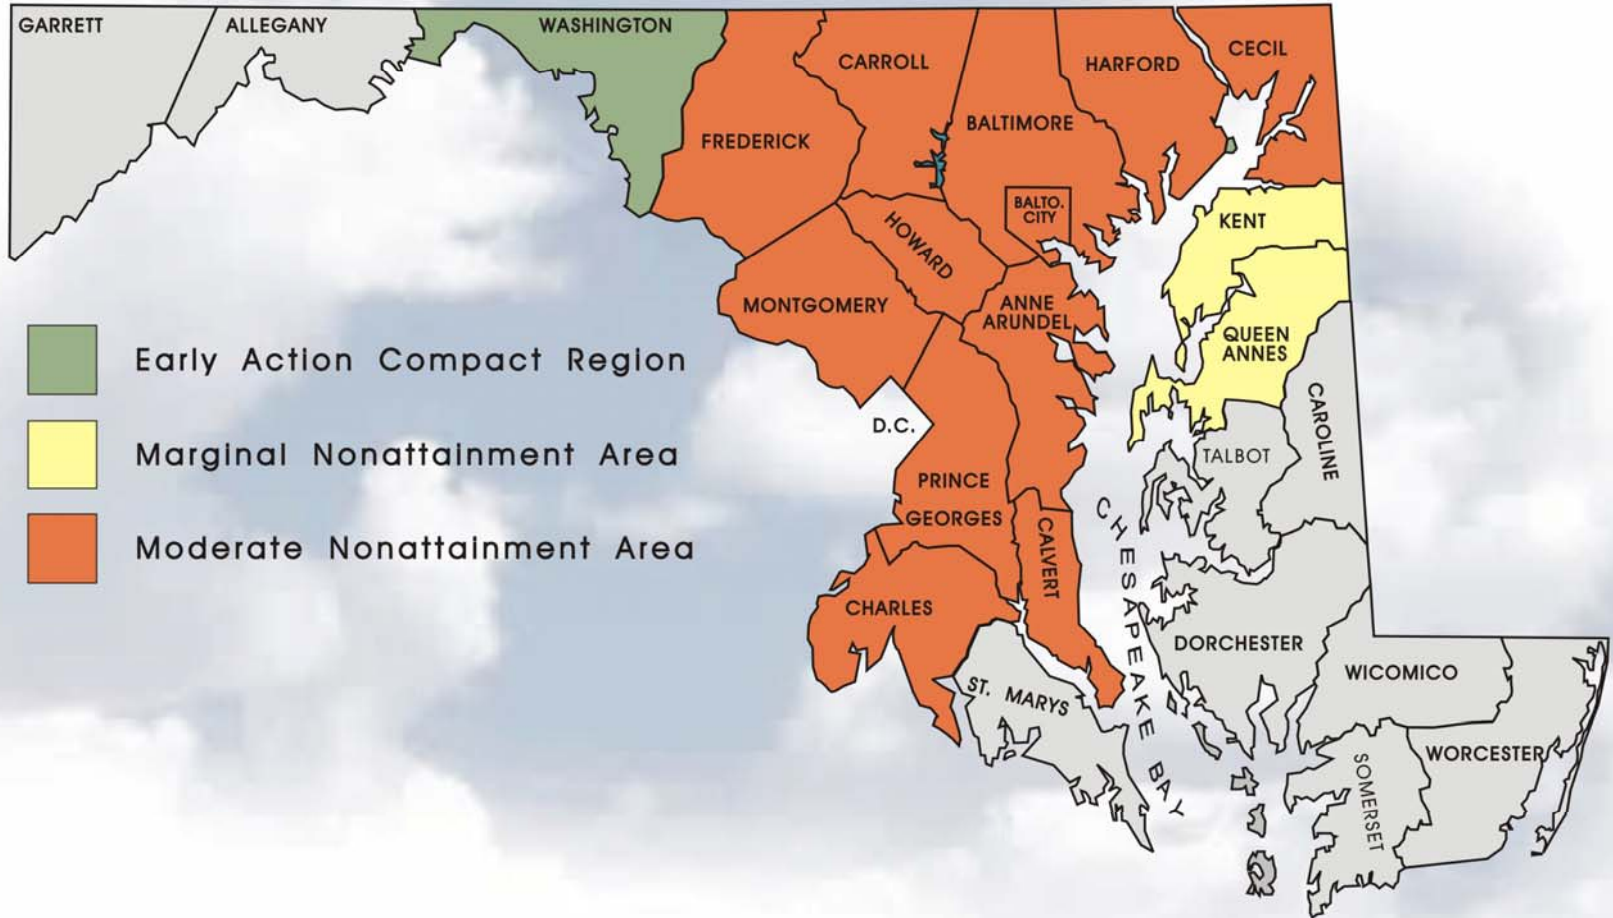 GARRETT
ALLEGANY
WASHINGTON
FREDERICK
CARROLL
BALTIMORE
HARFORD
CECIL
BALTO.
CITY
HOWARD
MONTGOMERY
ANNE
ARUNDEL
KENT
QUEEN
ANNES
CAROLINE
TALBOT
D.C.
PRINCE
GEORGES
CALVERT
CHARLES
ST. MARYS
CHESAPEAKE BAY
DORCHESTER
WICOMICO
WORCESTER
SOMERSET
Early Action Compact Region
Marginal Nonattainment Area
Moderate Nonattainment Area